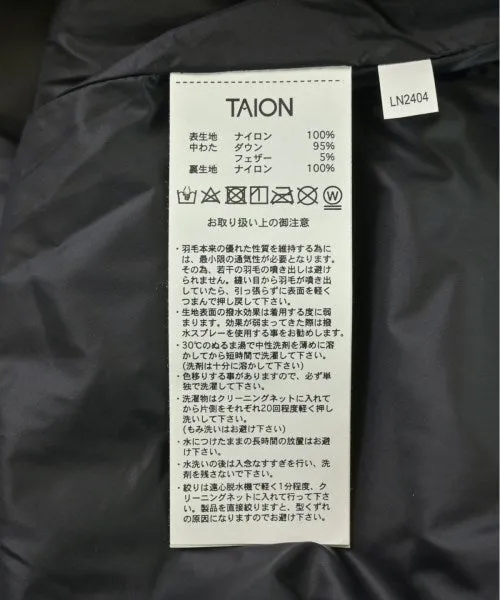 TAION
LN2404
表生地 ナイロン 100%
中わた ダウン 95%
フェザー 5%
裏生地 ナイロン 100%
W
お取り扱い上の御注意
・羽毛本来の優れた性質を維持する為に
は、最小限の通気性が必要となります。
その為、若干の羽毛の噴き出しは避け
られません。縫い目から羽毛が噴き出
していたら、引っ張らずに表面を軽く
つまんで押し戻して下さい。
・生地表面の撥水効果は着用する度に弱
まります。効果が弱まってきた際は撥
水スプレーを使用する事をお勧めします。
・30℃のぬるま湯で中性洗剤を薄めに溶
かしてから短時間で洗濯して下さい。
(洗剤は十分に溶かして下さい)
・色移りする事がありますので、必ず単
独で洗濯して下さい。
・洗濯物はクリーニングネットに入れて
から片側をそれぞれ20回程度軽く押し
洗いして下さい。
(もみ洗いはお避け下さい)
・水につけたままの長時間の放置はお避け
下さい。
・水洗いの後は入念なすすぎを行い、洗
剤を残さないで下さい。
・絞りは遠心脱水機で軽く1分程度、ク
リーニングネットに入れて行って下さ
い。製品を直接絞りますと、型くずれ
の原因になりますのでお避け下さい。